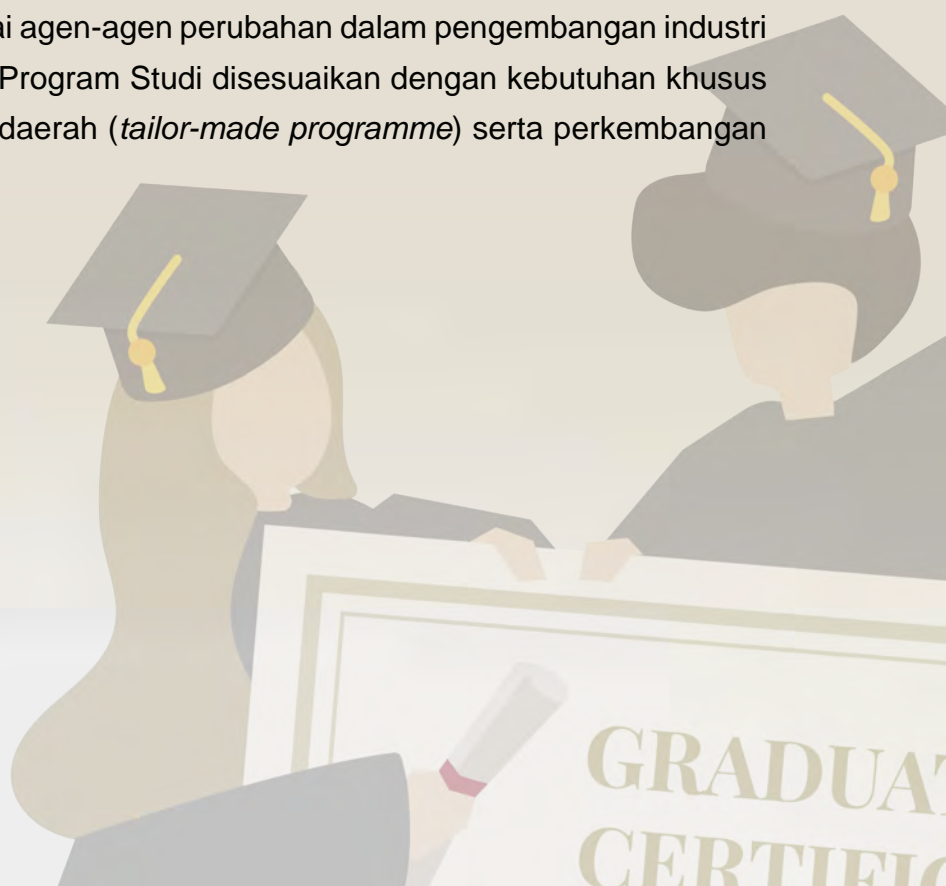 ai agen-agen perubahan dalam pengembangan industri
Program Studi disesuaikan dengan kebutuhan khusus
daerah (tailor-made programme) serta perkembangan
GRADUAT
CERTIFIC